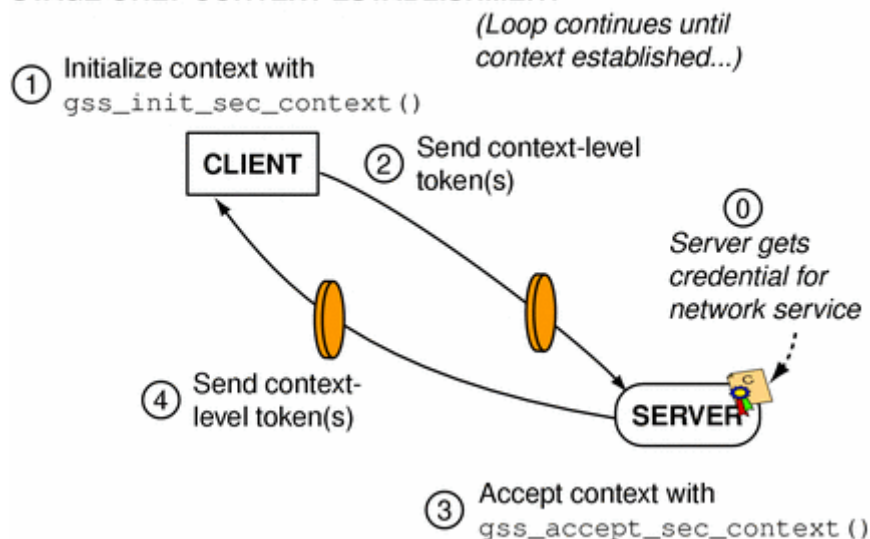 (Loop continues until
context established...)
1 Initialize context with
gss_init_sec_context()
CLIENT
2 Send context-level
token(s)
0
Server gets
credential for
network service
4 Send context-
level token(s)
C
SERVER
3 Accept context with
gss_accept_sec_context()